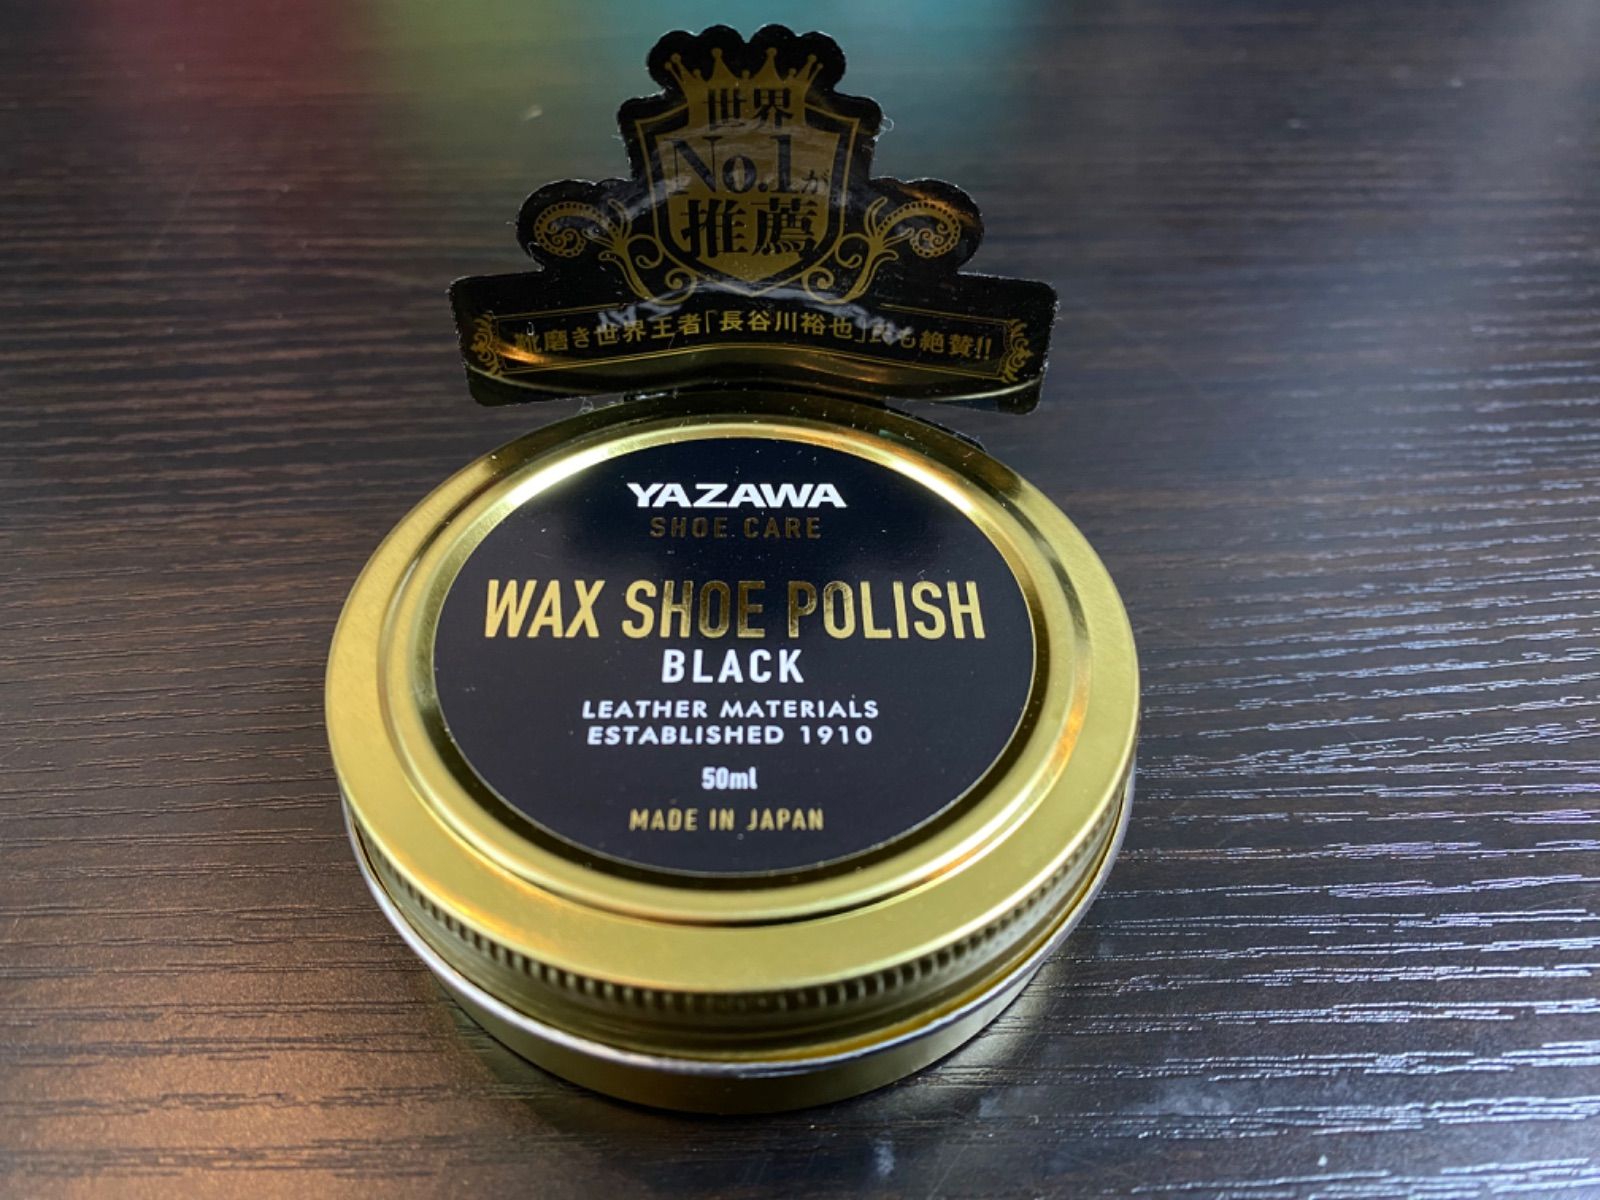 世界
No.1が
推薦
靴磨き世界王者「長谷川裕也」氏も絶賛!!
YAZAWA
SHOE CARE
WAX SHOE POLISH
BLACK
LEATHER MATERIALS
ESTABLISHED 1910
50ml
MADE IN JAPAN